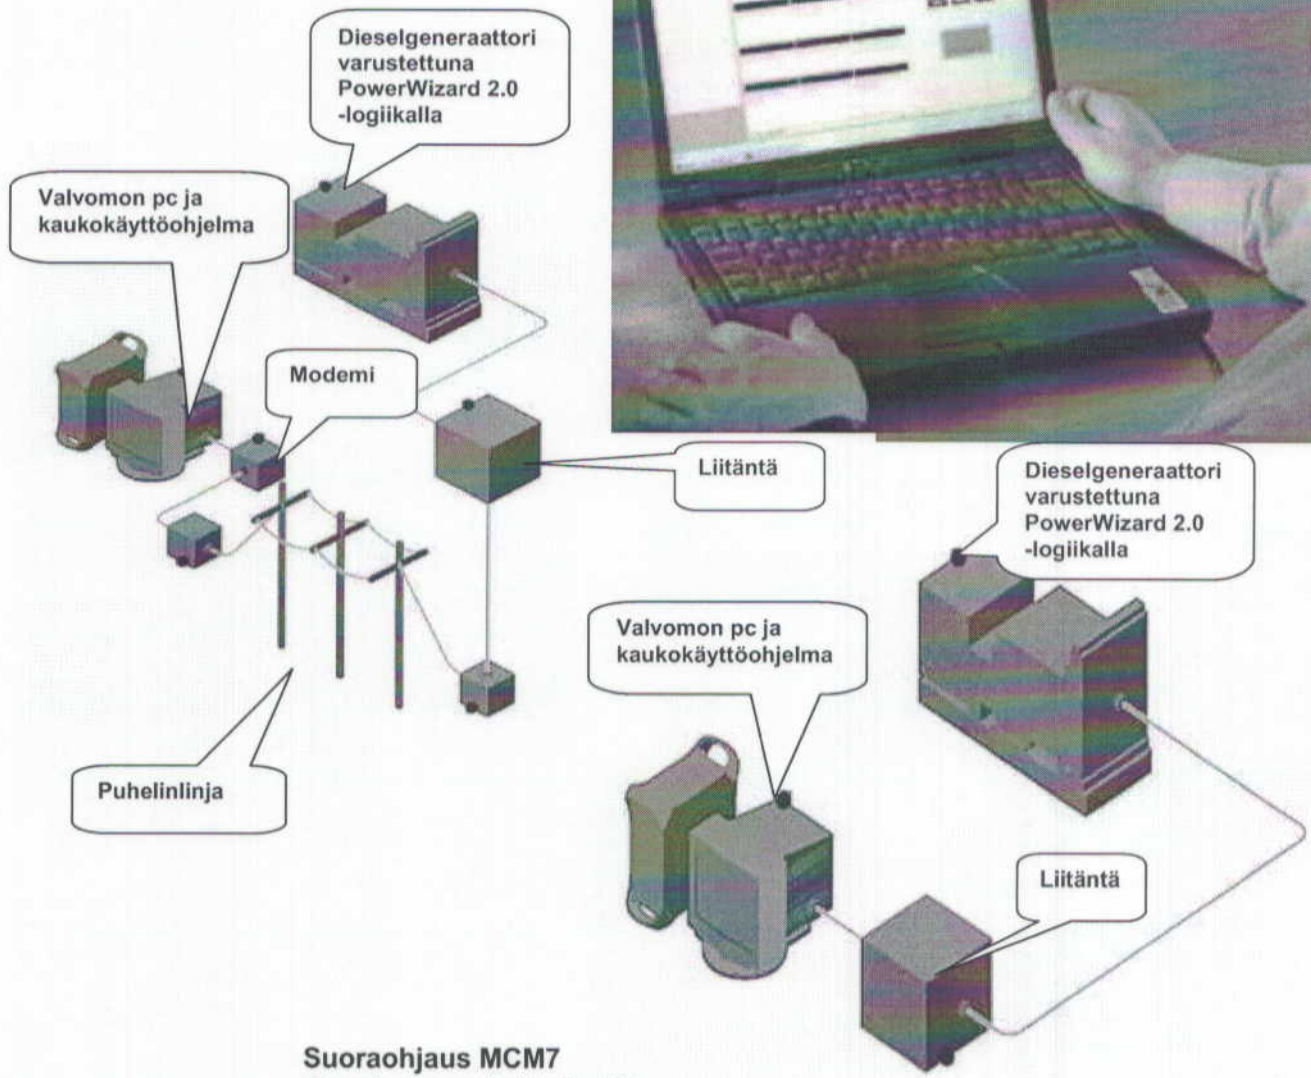 Dieselgeneraattori
varustettuna
PowerWizard 2.0
-logiikalla
Valvomon pc ja
kaukokäyttöohjelma
Modemi
Liitäntä
Puhelinlinja
Dieselgeneraattori
varustettuna
PowerWizard 2.0
-logiikalla
Valvomon pc ja
kaukokäyttöohjelma
Liitäntä
Suoraohjaus MCM7